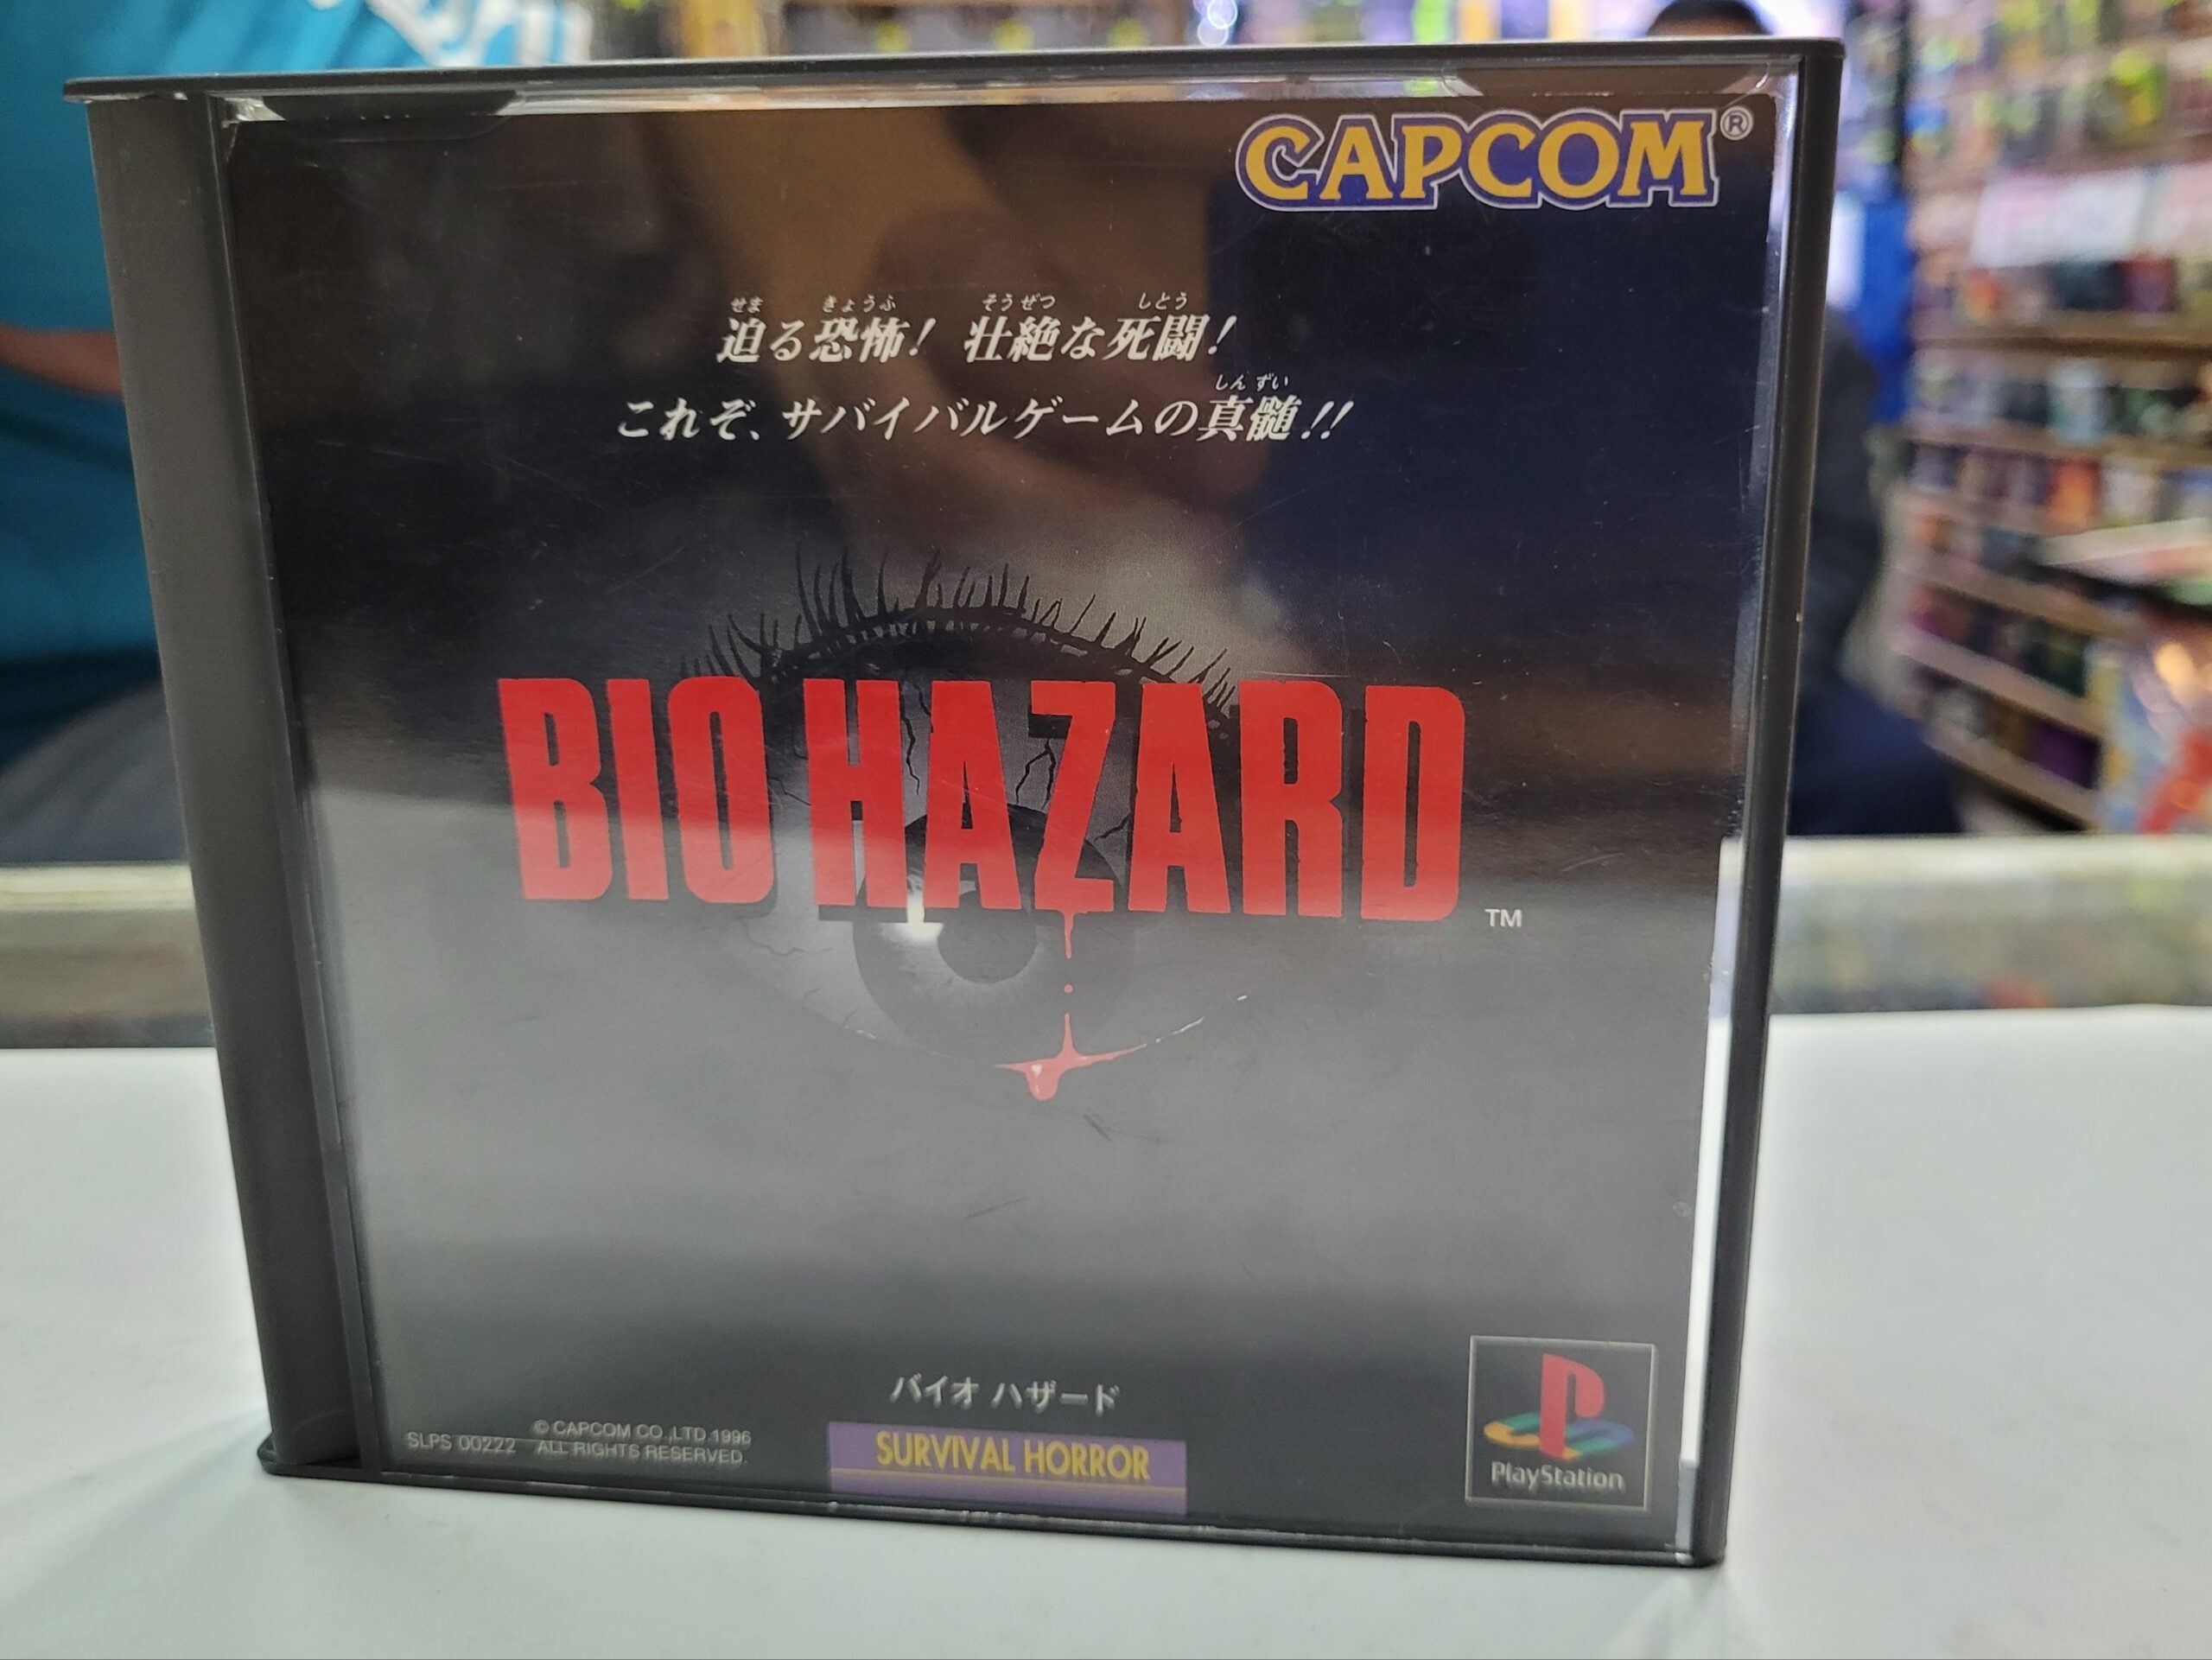 CAPCOM®
迫る恐怖! 壮絶な死闘!
これぞ、サバイバルゲームの真髄!!
BIO HAZARD™
バイオ ハザード
SURVIVAL HORROR
SLPS 00222
© CAPCOM CO.,LTD.1996
ALL RIGHTS RESERVED.
PlayStation